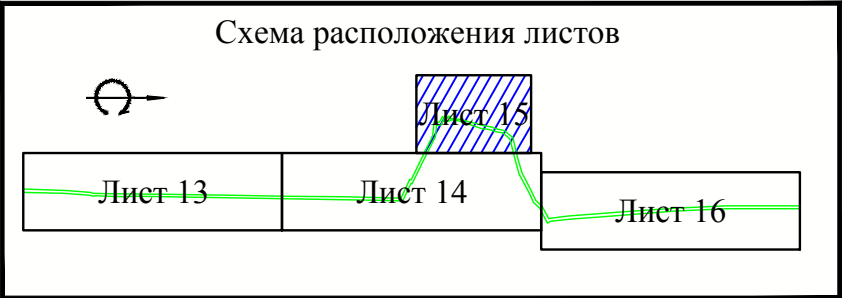 Схема расположения листов
Лист 15
Лист 13
Лист 14
Лист 16